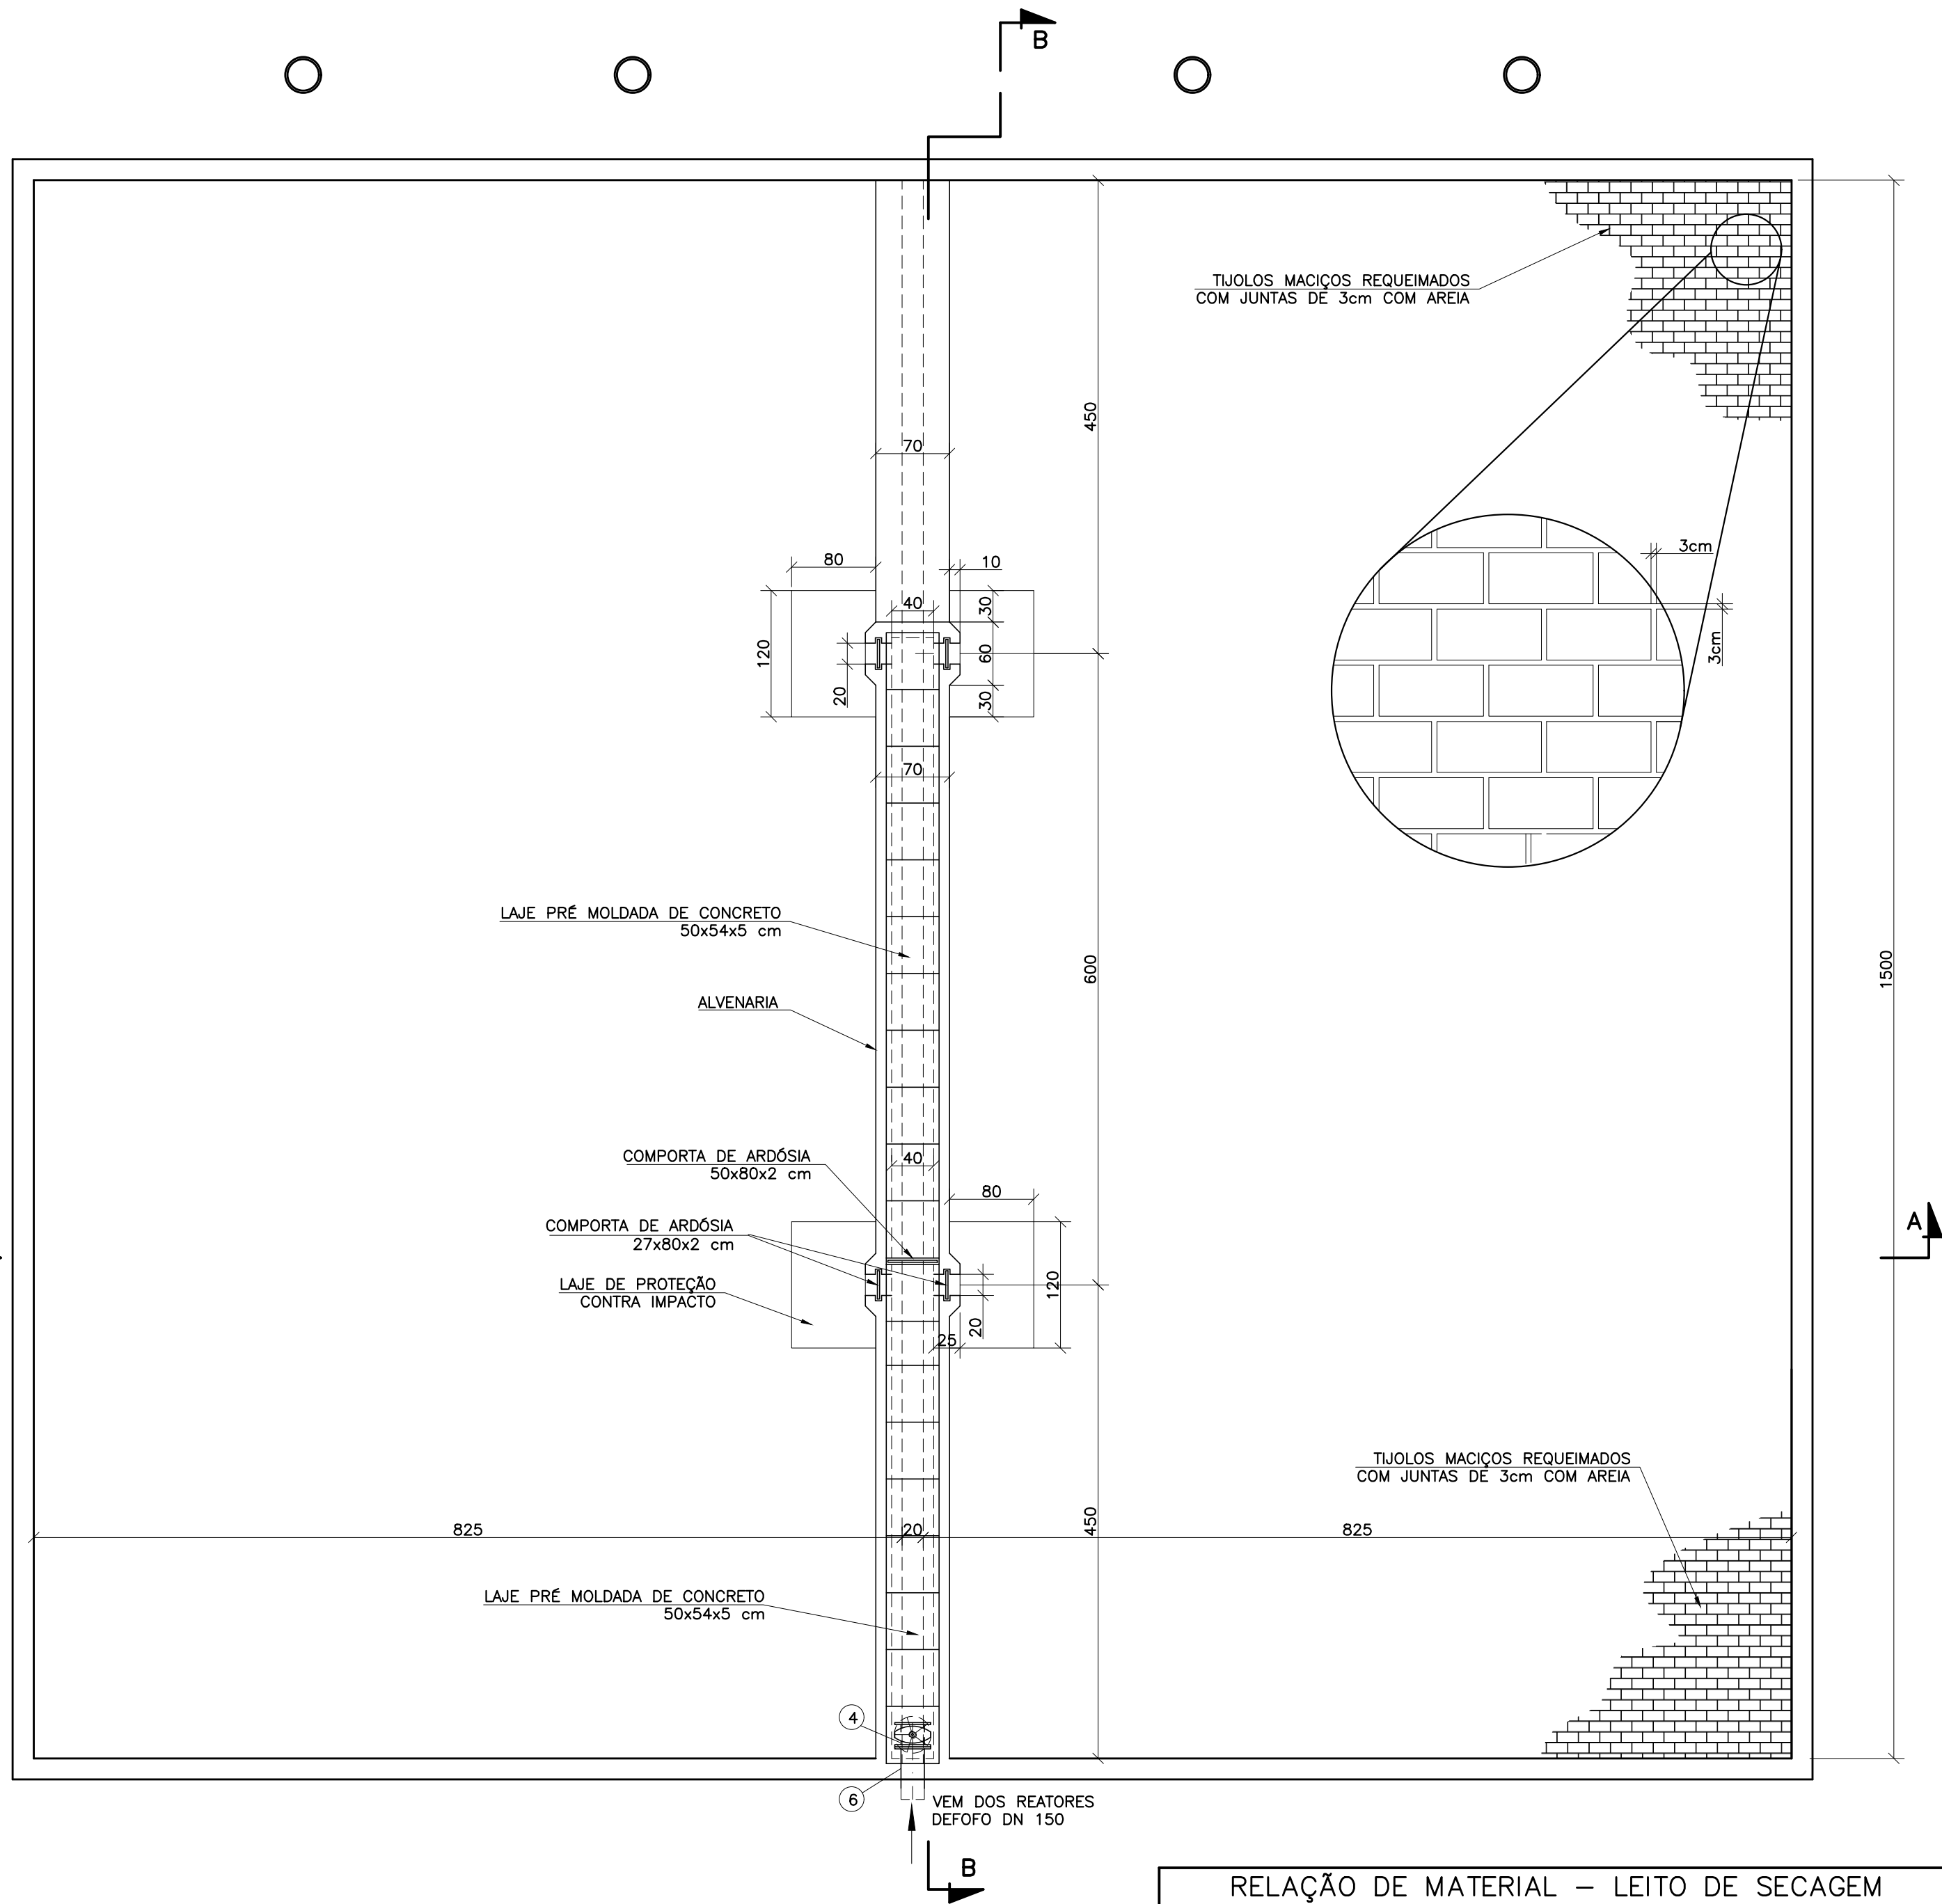 B
TIJOLOS MACIÇOS REQUEIMADOS
COM JUNTAS DE 3cm COM AREIA
450
70
80
10
3cm
40
30
120
60
3cm
20
30
70
LAJE PRÉ MOLDADA DE CONCRETO
50x54x5 cm
600
1500
ALVENARIA
COMPORTA DE ARDÓSIA
50x80x2 cm
40
80
A
COMPORTA DE ARDÓSIA
27x80x2 cm
LAJE DE PROTEÇÃO
CONTRA IMPACTO
120
20
25
TIJOLOS MACIÇOS REQUEIMADOS
COM JUNTAS DE 3cm COM AREIA
825
20
450
825
LAJE PRÉ MOLDADA DE CONCRETO
50x54x5 cm
4
6
VEM DOS REATORES
DEFOFO DN 150
B
RELAÇÃO DE MATERIAL – LEITO DE SECAGEM